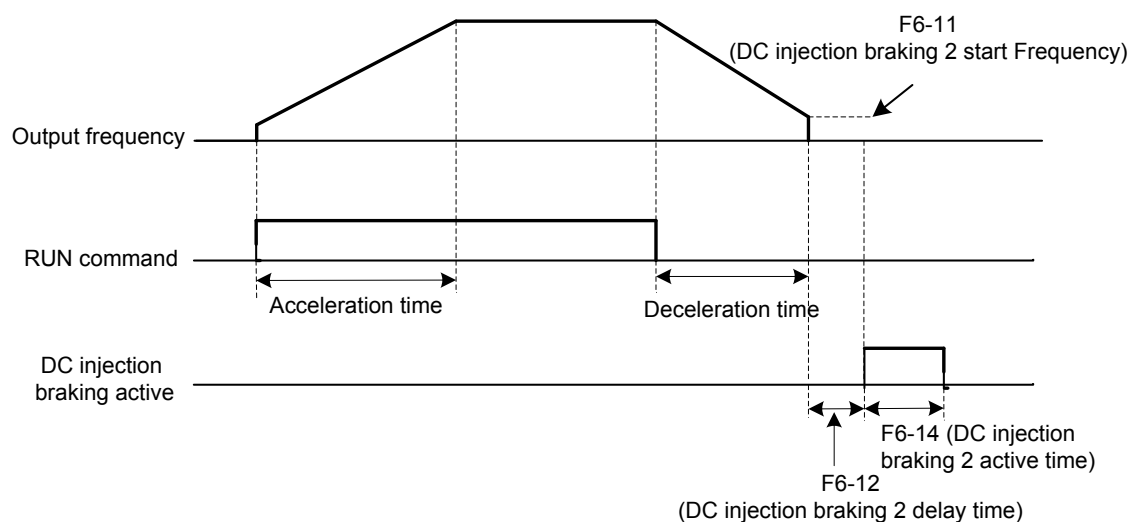 F6-11
(DC injection braking 2 start Frequency)
Output frequency
RUN command
Acceleration time
Deceleration time
DC injection
braking active
F6-14 (DC injection
braking 2 active time)
F6-12
(DC injection braking 2 delay time)